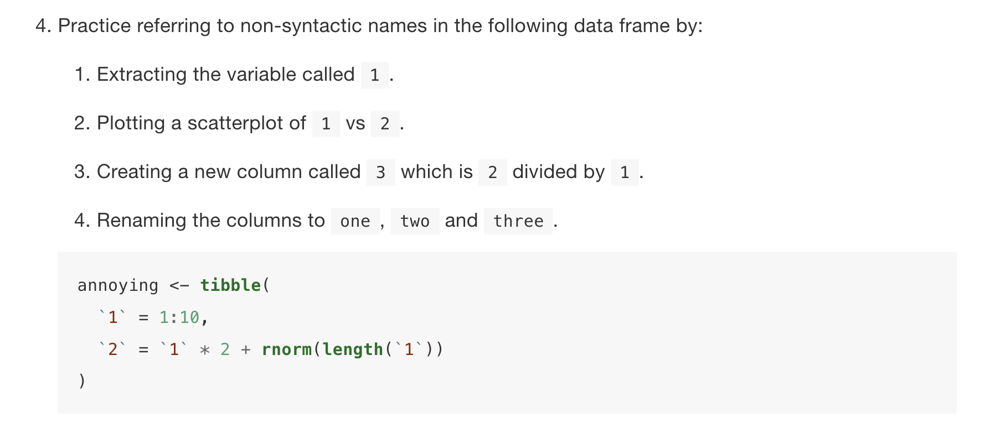 4. Practice referring to non-syntactic names in the following data frame by:
1. Extracting the variable called 1 .
2. Plotting a scatterplot of 1 vs 2 .
3. Creating a new column called 3 which is 2 divided by 1 .
4. Renaming the columns to one , two and three .
annoying <- tibble(
  `1` = 1:10,
  `2` = `1` * 2 + rnorm(length(`1`))
)